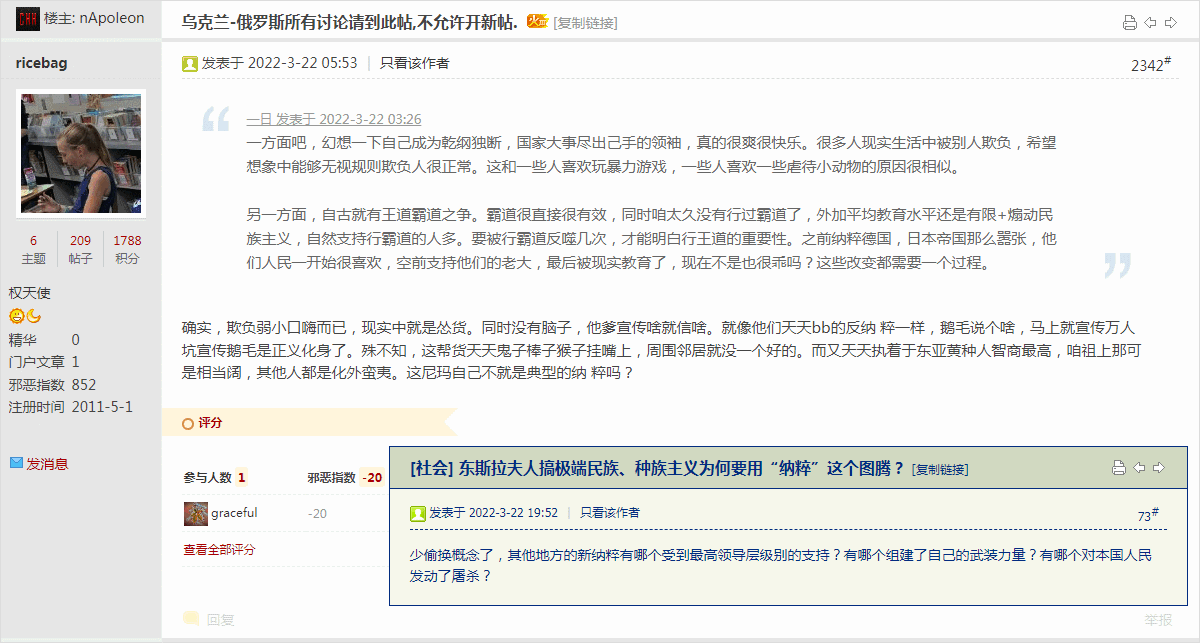 CHH 楼主: nApoleon
乌克兰-俄罗斯所有讨论请到此帖,不允许开新帖. 火 [复制链接]
ricebag
发表于 2022-3-22 05:53 | 只看该作者
2342#
6 209 1788
主题 帖子 积分
权天使
精华 0
门户文章 1
邪恶指数 852
注册时间 2011-5-1
发消息
一日 发表于 2022-3-22 03:26
一方面吧，幻想一下自己成为乾纲独断，国家大事尽出己手的领袖，真的很爽很快乐。很多人现实生活中被别人欺负，希望
想象中能够无视规则欺负人很正常。这和一些人喜欢玩暴力游戏，一些人喜欢一些虐待小动物的原因很相似。
另一方面，自古就有王道霸道之争。霸道很直接很有效，同时咱太久没有行过霸道了，外加平均教育水平还是有限+煽动民
族主义，自然支持行霸道的人多。要被行霸道反噬几次，才能明白行王道的重要性。之前纳粹德国，日本帝国那么嚣张，他
们人民一开始很喜欢，空前支持他们的老大，最后被现实教育了，现在不是也很乖吗？这些改变都需要一个过程。
确实，欺负弱小口嗨而已，现实中就是怂货。同时没有脑子，他爹宣传啥就信啥。就像他们天天bb的反纳 粹一样，鹅毛说个啥，马上就宣传万人
坑宣传鹅毛是正义化身了。殊不知，这帮货天天鬼子棒子猴子挂嘴上，周围邻居就没一个好的。而又天天执着于东亚黄种人智商最高，咱祖上那可
是相当阔，其他人都是化外蛮夷。这尼玛自己不就是典型的纳 粹吗？
评分
参与人数 1 邪恶指数 -20
graceful -20
查看全部评分
[社会] 东斯拉夫人搞极端民族、种族主义为何要用“纳粹”这个图腾？ [复制链接]
发表于 2022-3-22 19:52 | 只看该作者
73#
少偷换概念了，其他地方的新纳粹有哪个受到最高领导层级别的支持？有哪个组建了自己的武装力量？有哪个对本国人民
发动了屠杀？
回复
举报